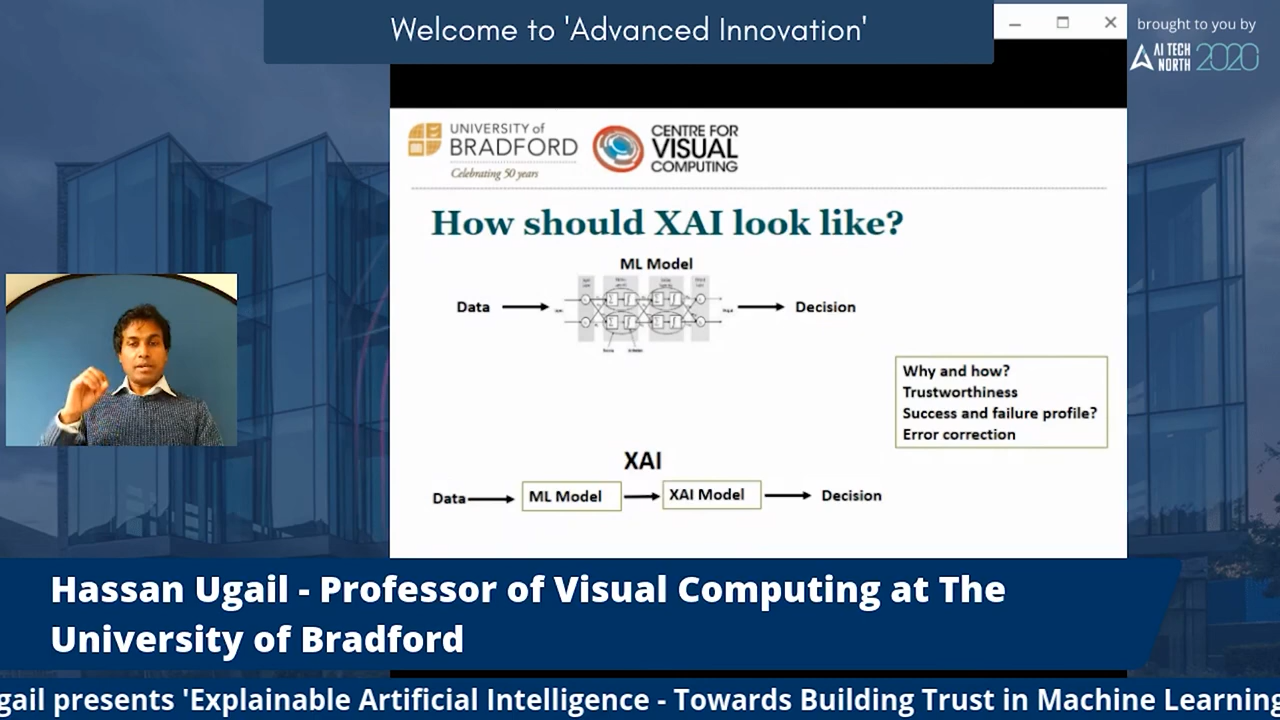 Welcome to 'Advanced Innovation'
brought to you by
AI TECH
NORTH 2020
UNIVERSITY of
BRADFORD
Celebrating 50 years
CENTRE FOR
VISUAL
COMPUTING
How should XAI look like?
ML Model
Data
Decision
Why and how?
Trustworthiness
Success and failure profile?
Error correction
XAI
Data
ML Model
XAI Model
Decision
Hassan Ugail - Professor of Visual Computing at The
University of Bradford
gail presents 'Explainable Artificial Intelligence - Towards Building Trust in Machine Learning